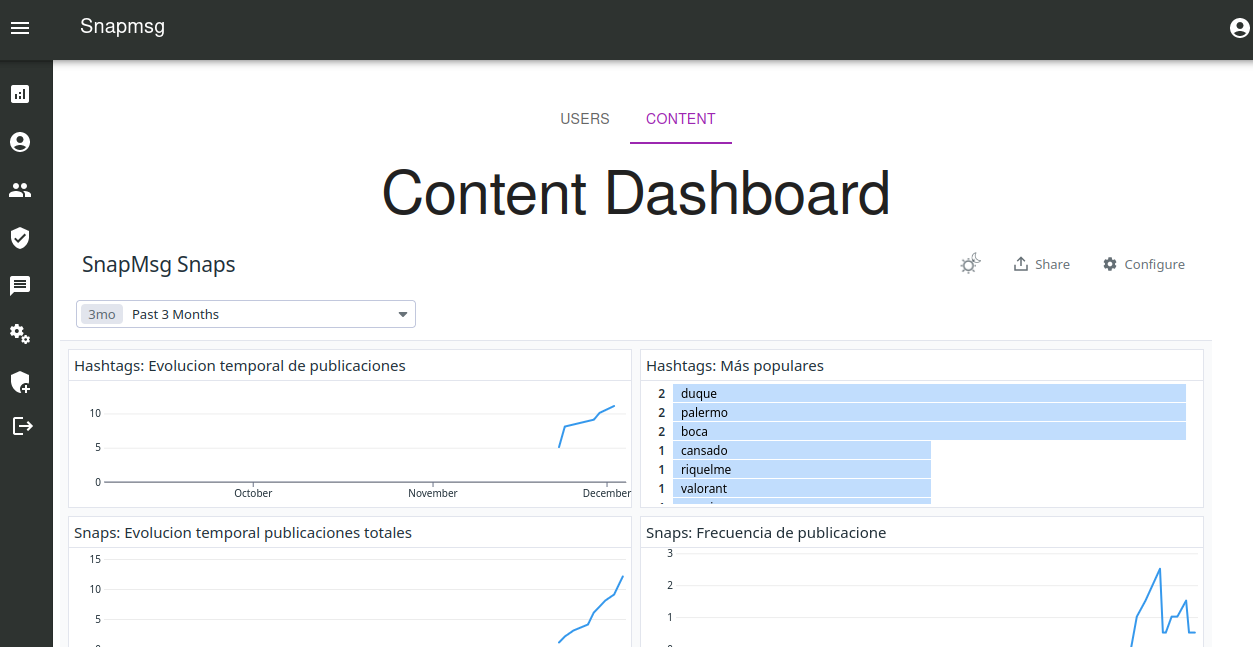 Snapmsg
USERS CONTENT
Content Dashboard
SnapMsg Snaps
Share Configure
3mo Past 3 Months
Hashtags: Evolucion temporal de publicaciones
10
5
0
October November December
Hashtags: Más populares
2 duque
2 palermo
2 boca
1 cansado
1 riquelme
1 valorant
Snaps: Evolucion temporal publicaciones totales
15
10
5
Snaps: Frecuencia de publicacione
3
2
1